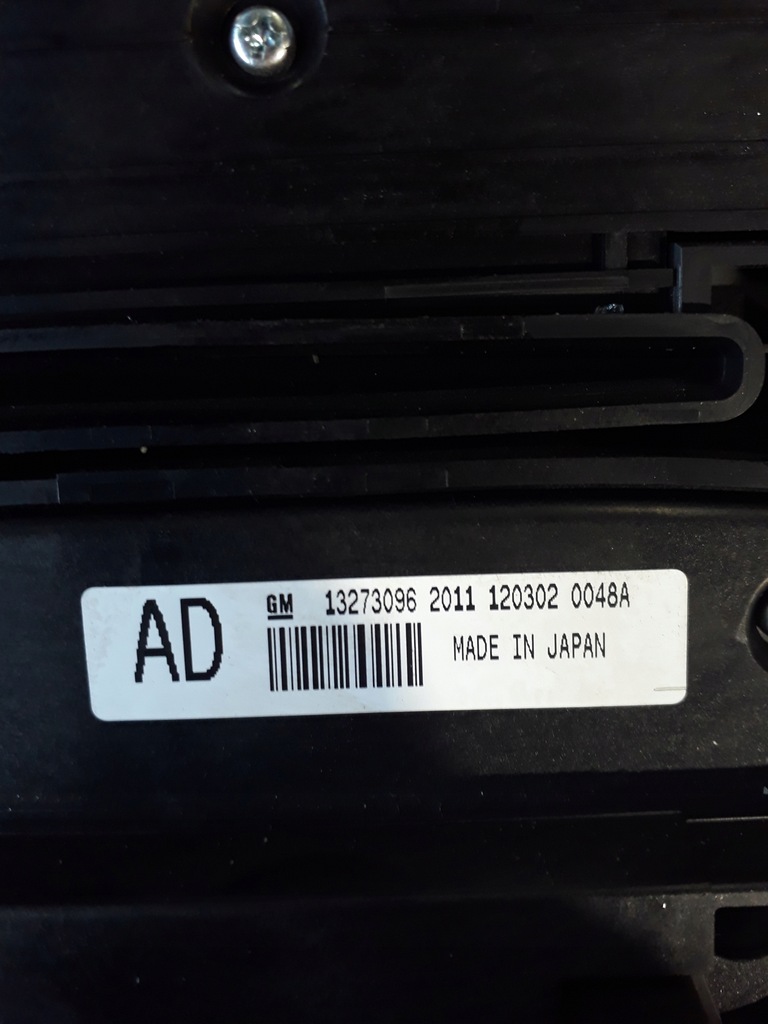 AD
GM 13273096 2011 120302 0048A
MADE IN JAPAN